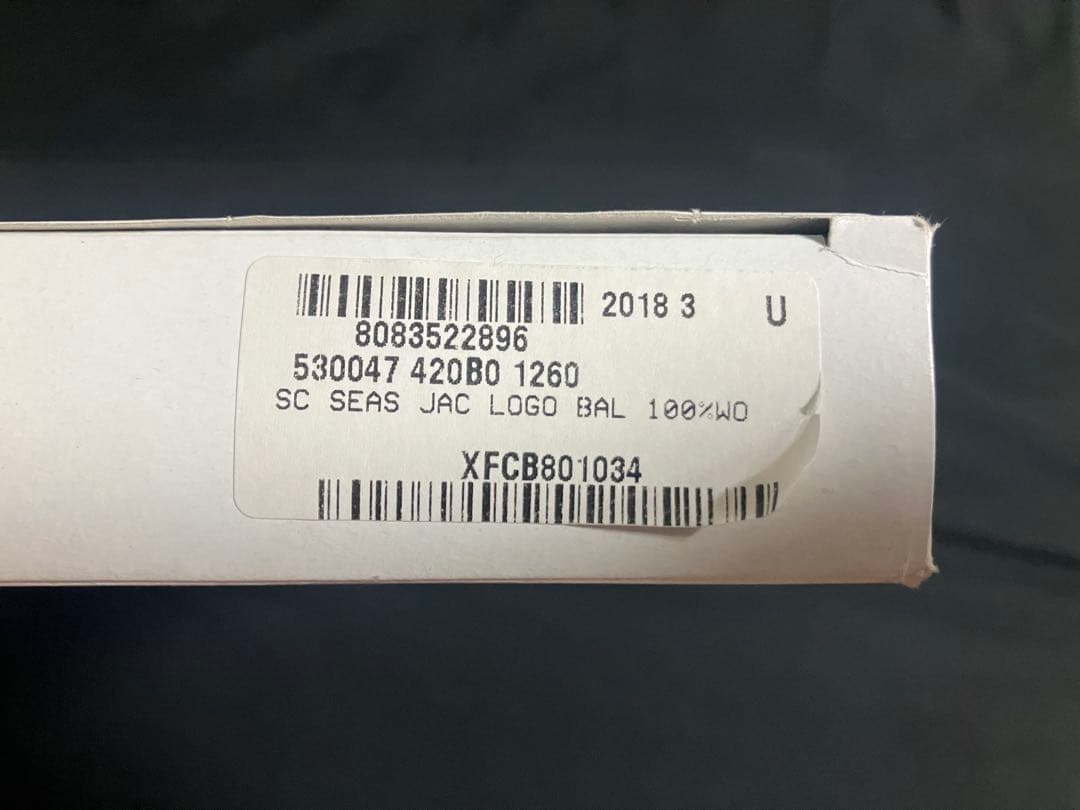 2018 3 U
8083522896
530047 420B0 1260
SC SEAS JAC LOGO BAL 100%WO
XFCB801034